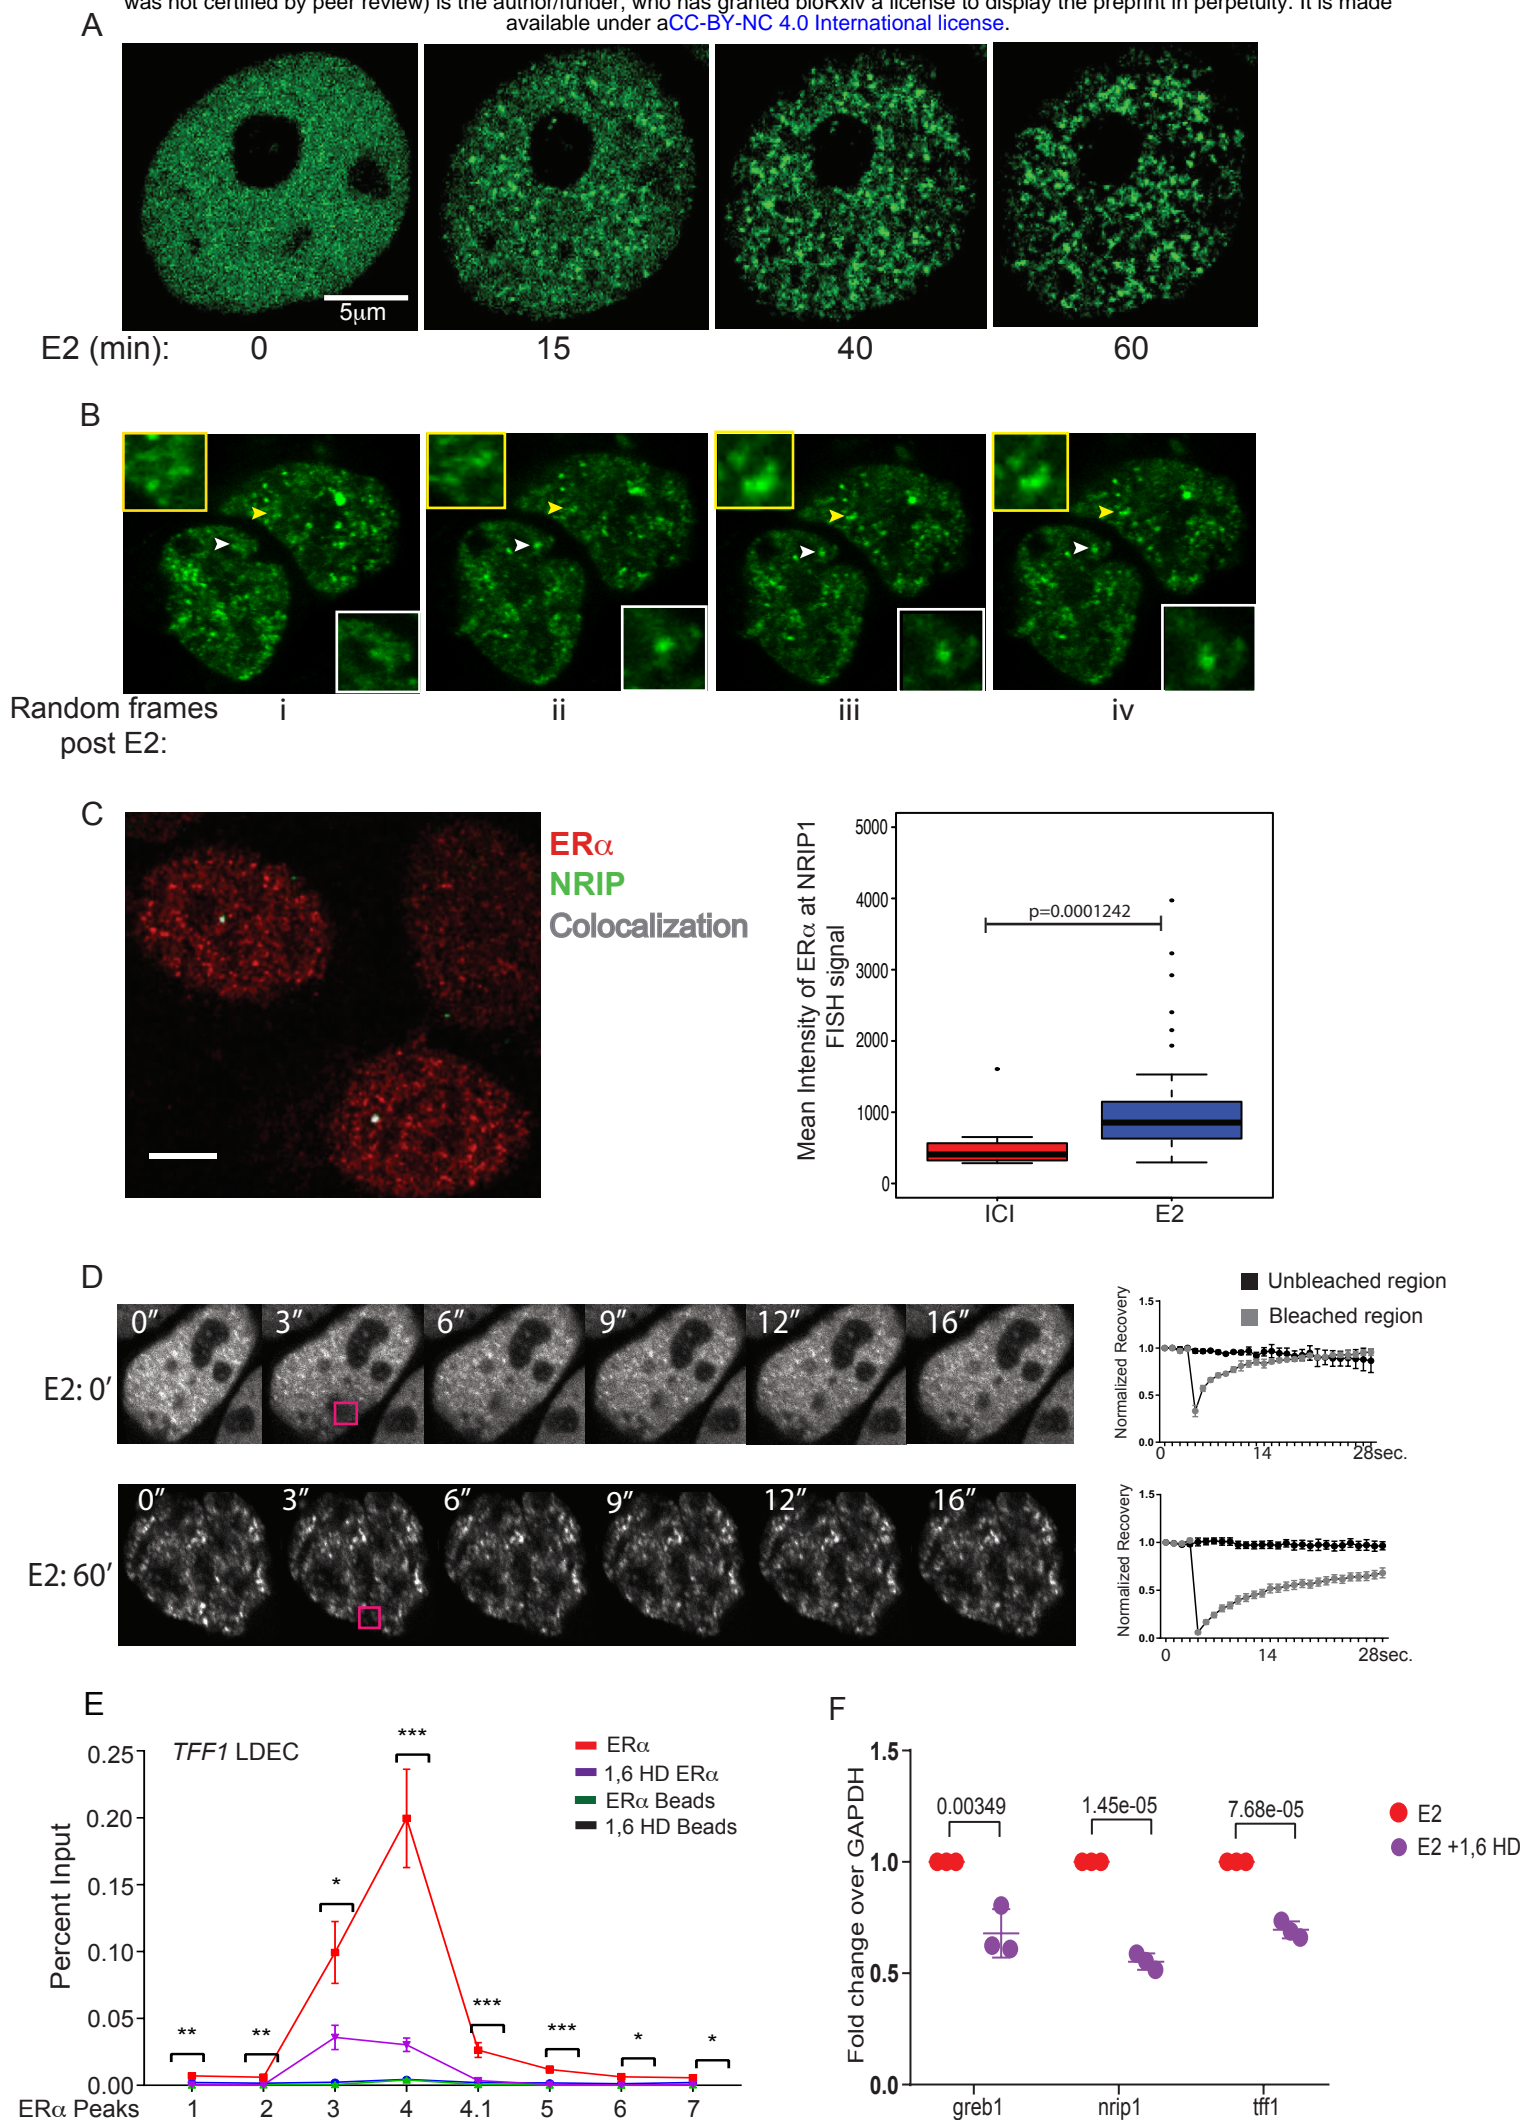 was not certified by peer review) is the author/funder, who has granted bioRxiv a license to display the preprint in perpetuity. It is made
available under aCC-BY-NC 4.0 International license.
A
5μm
E2 (min): 0 15 40 60
B
Random frames i ii iii iv
post E2:
C
ERα
NRIP
Colocalization
Mean Intensity of ERα at NRIP1
FISH signal
5000
4000
3000
2000
1000
0
p=0.0001242
ICI E2
D
Unbleached region
Bleached region
E2: 0′
0″ 3″ 6″ 9″ 12″ 16″
Normalized Recovery
1.5
1.0
0.5
0.0
0 14 28sec.
E2: 60′
0″ 3″ 6″ 9″ 12″ 16″
Normalized Recovery
1.5
1.0
0.5
0.0
0 14 28sec.
E
TFF1 LDEC
ERα
1,6 HD ERα
ERα Beads
1,6 HD Beads
Percent Input
0.25
0.20
0.15
0.10
0.05
0.00
** ** * *** *** *** * *
ERα Peaks 1 2 3 4 4.1 5 6 7
F
Fold change over GAPDH
1.5
1.0
0.5
0.0
0.00349 1.45e-05 7.68e-05
E2
E2 +1,6 HD
greb1 nrip1 tff1